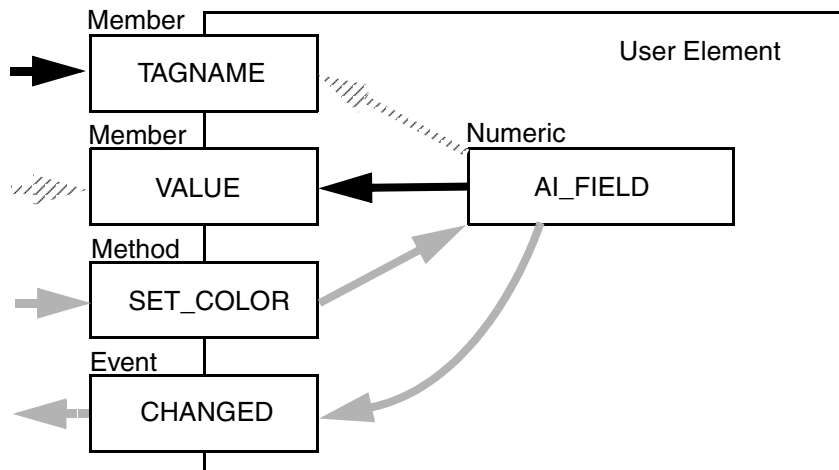 Member
User Element
TAGNAME
Member
Numeric
VALUE
AI_FIELD
Method
SET_COLOR
Event
CHANGED